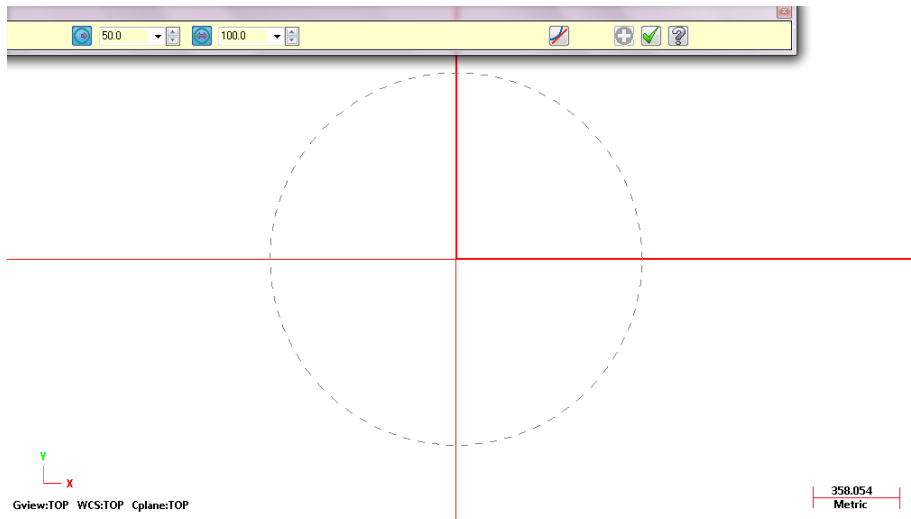 50.0 100.0
Y
X
Gview:TOP WCS:TOP Cplane:TOP
358.054
Metric